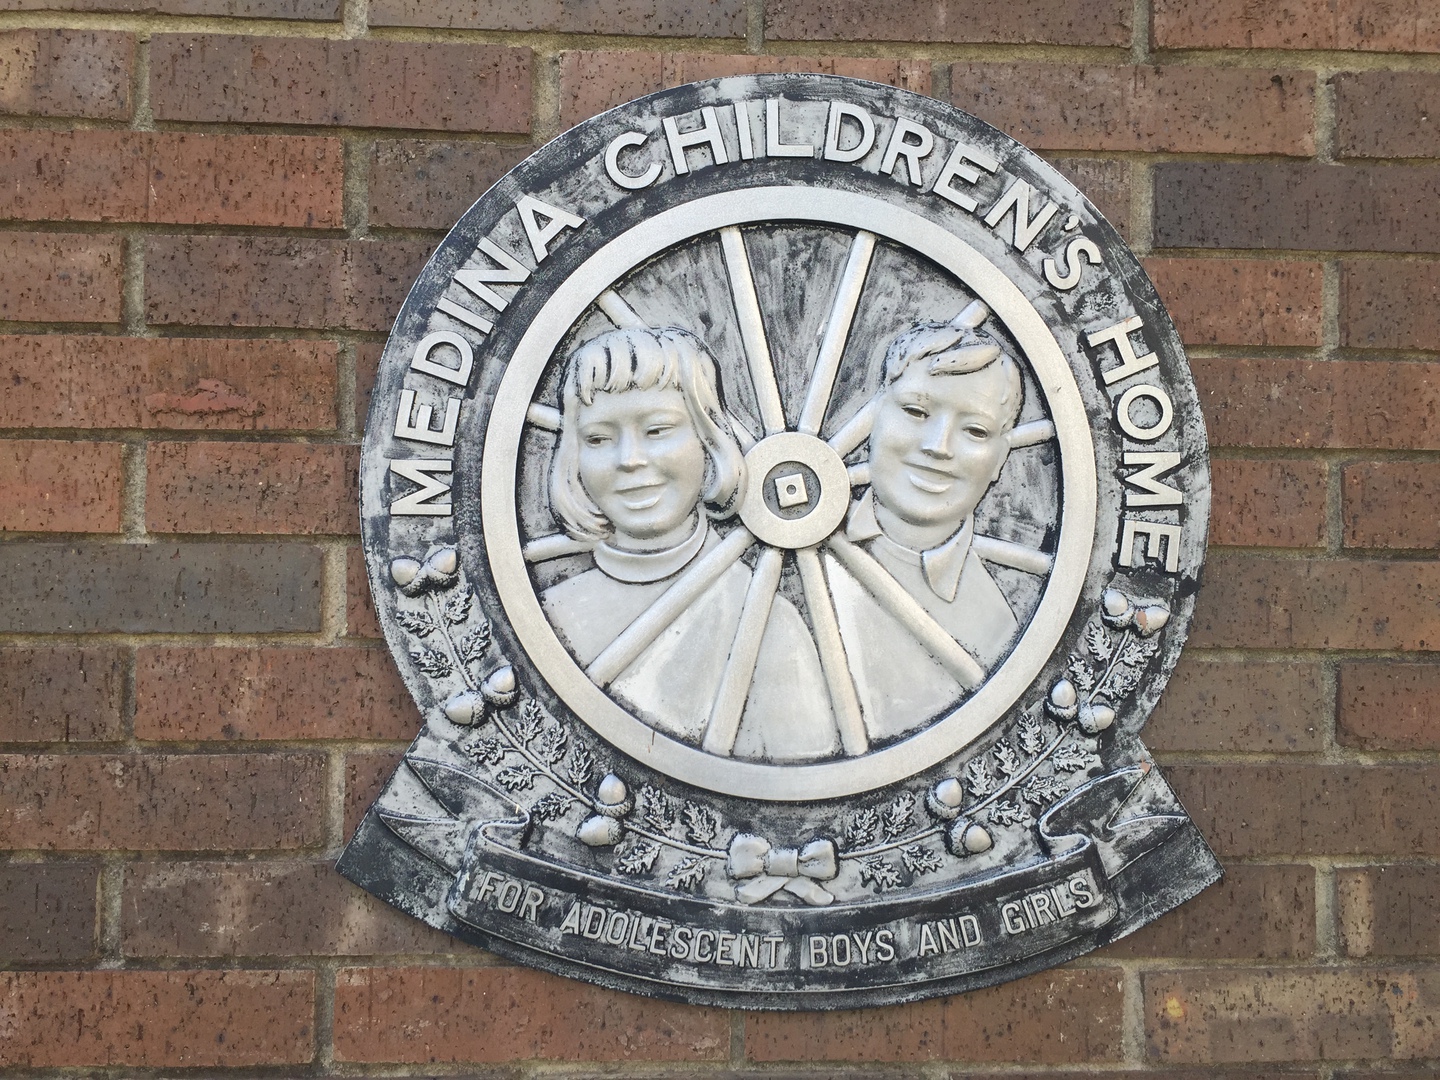 MEDINA CHILDREN'S HOME
FOR ADOLESCENT BOYS AND GIRLS